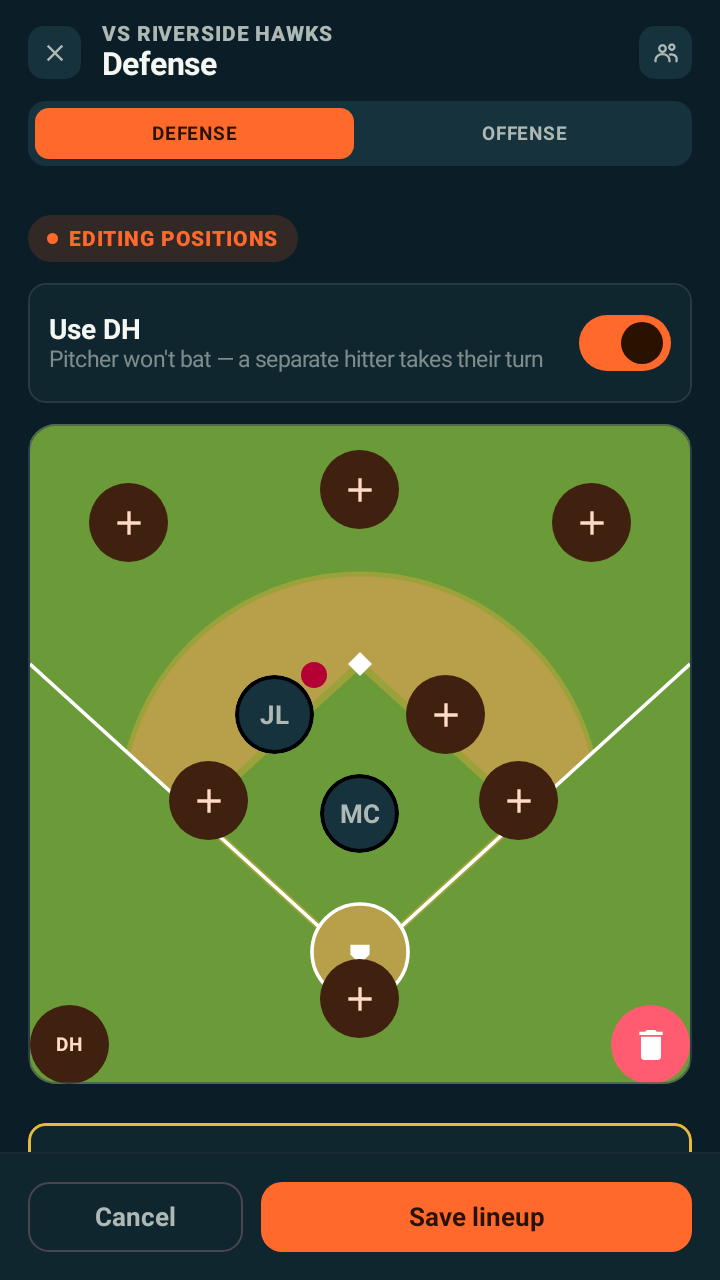 VS RIVERSIDE HAWKS
Defense
DEFENSE
OFFENSE
EDITING POSITIONS
Use DH
Pitcher won't bat — a separate hitter takes their turn
JL
MC
DH
Cancel
Save lineup